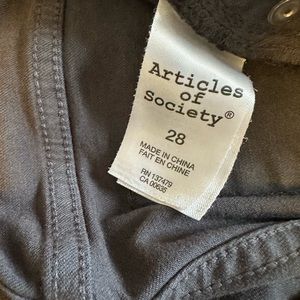 Articles
of
Society®
28
MADE IN CHINA
FAIT EN CHINE
RN 137479
CA 00635